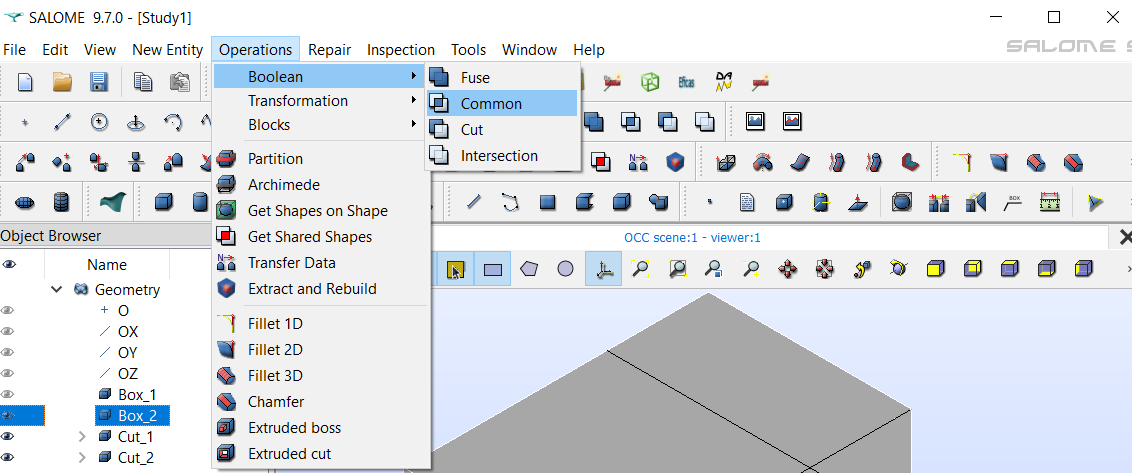 SALOME 9.7.0 - [Study1]
File Edit View New Entity Operations Repair Inspection Tools Window Help
SALOME
Boolean
Fuse
Transformation
Common
Blocks
Cut
Intersection
Partition
Archimede
Get Shapes on Shape
Get Shared Shapes
Transfer Data
Extract and Rebuild
Fillet 1D
Fillet 2D
Fillet 3D
Chamfer
Extruded boss
Extruded cut
Eficas
BOX
Object Browser
OCC scene:1 - viewer:1
Name
Geometry
O
OX
OY
OZ
Box_1
Box_2
Cut_1
Cut_2